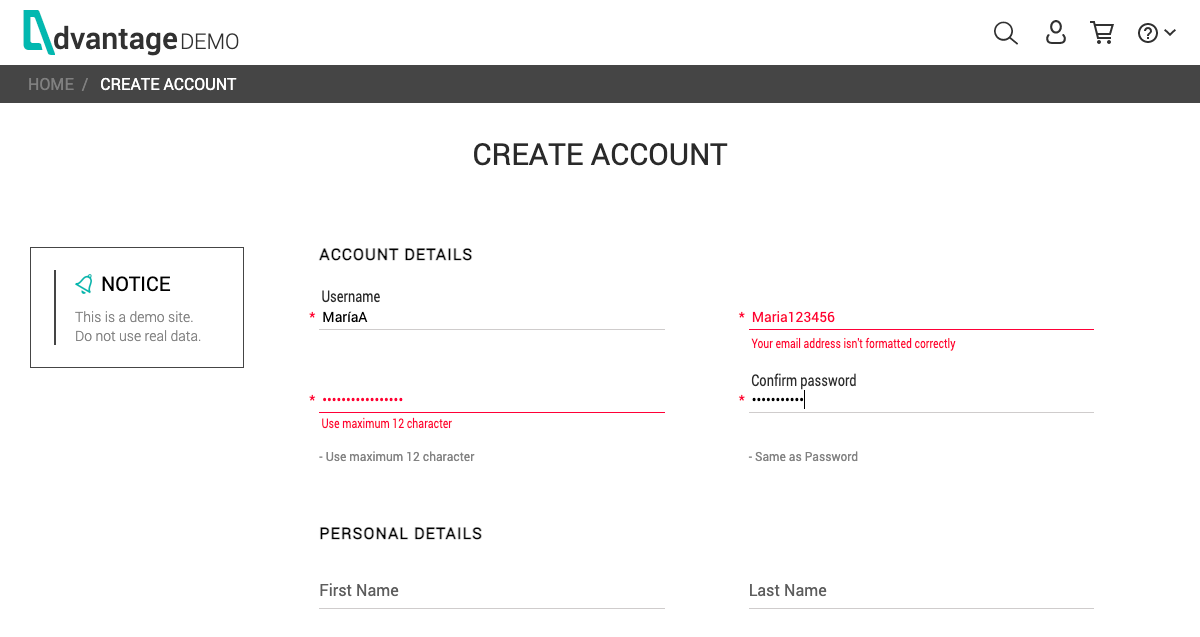 dvantage DEMO
HOME / CREATE ACCOUNT
CREATE ACCOUNT
NOTICE
This is a demo site.
Do not use real data.
ACCOUNT DETAILS
Username
* MaríaA
* Maria123456
Your email address isn't formatted correctly
* •••••••••••••••••
Use maximum 12 character
- Use maximum 12 character
Confirm password
* •••••••••••
- Same as Password
PERSONAL DETAILS
First Name
Last Name